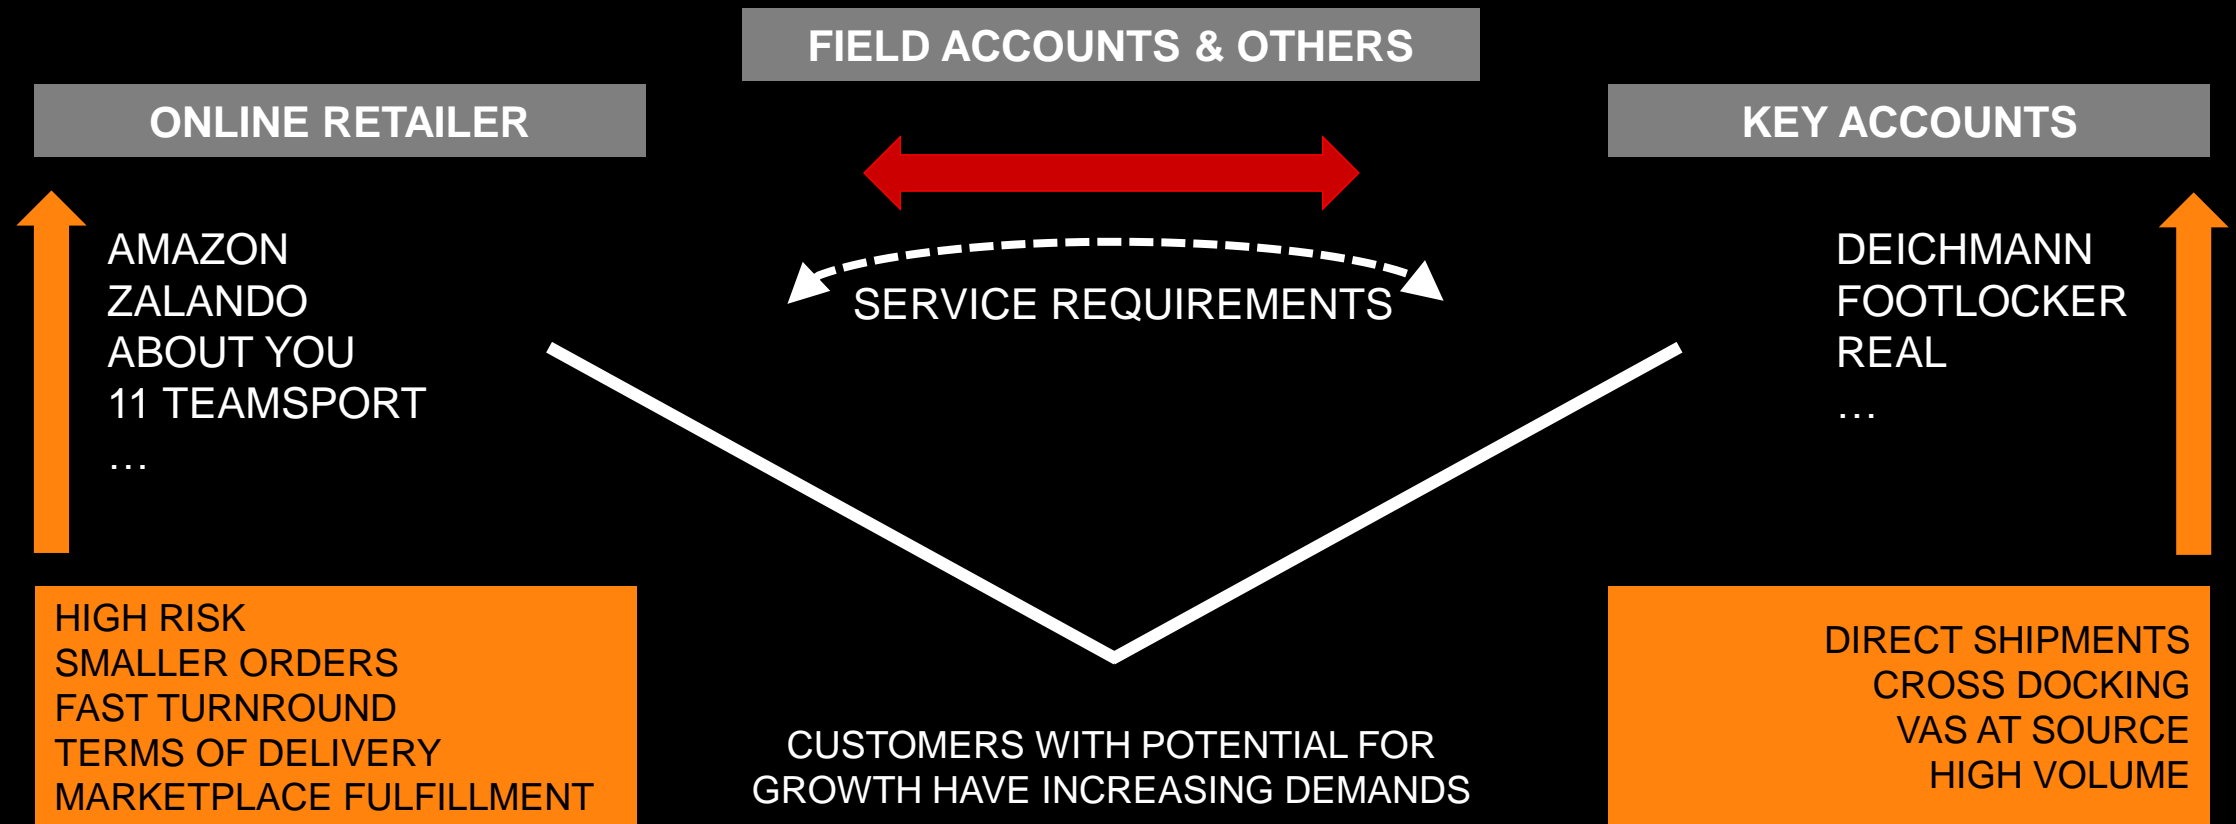 FIELD ACCOUNTS & OTHERS
ONLINE RETAILER
KEY ACCOUNTS
AMAZON
ZALANDO
ABOUT YOU
11 TEAMSPORT
…
SERVICE REQUIREMENTS
DEICHMANN
FOOTLOCKER
REAL
…
HIGH RISK
SMALLER ORDERS
FAST TURNROUND
TERMS OF DELIVERY
MARKETPLACE FULFILLMENT
CUSTOMERS WITH POTENTIAL FOR
GROWTH HAVE INCREASING DEMANDS
DIRECT SHIPMENTS
CROSS DOCKING
VAS AT SOURCE
HIGH VOLUME